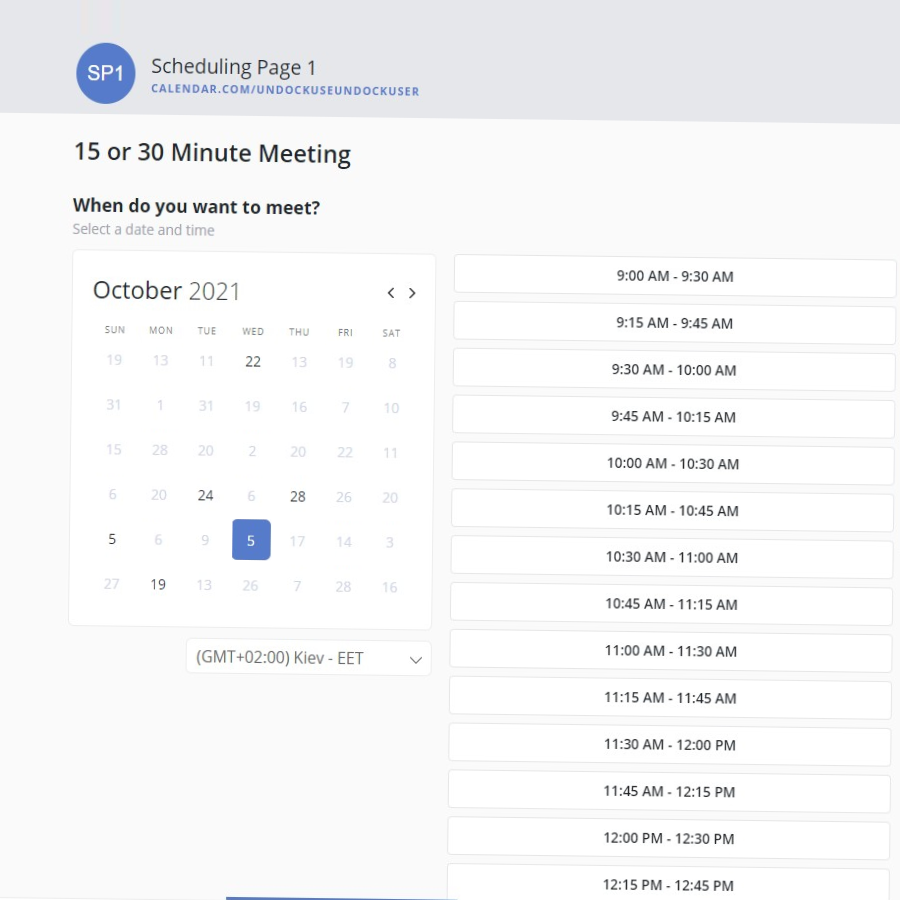 SP1
Scheduling Page 1
CALENDAR.COM/UNDOCKUSEUNDOCKUSER
15 or 30 Minute Meeting
When do you want to meet?
Select a date and time
October 2021
SUN MON TUE WED THU FRI SAT
19 13 11 22 13 19 8
31 1 31 19 16 7 10
15 28 20 2 20 22 11
6 20 24 6 28 26 20
5 6 9 5 17 14 3
27 19 13 26 7 28 16
(GMT+02:00) Kiev - EET
9:00 AM - 9:30 AM
9:15 AM - 9:45 AM
9:30 AM - 10:00 AM
9:45 AM - 10:15 AM
10:00 AM - 10:30 AM
10:15 AM - 10:45 AM
10:30 AM - 11:00 AM
10:45 AM - 11:15 AM
11:00 AM - 11:30 AM
11:15 AM - 11:45 AM
11:30 AM - 12:00 PM
11:45 AM - 12:15 PM
12:00 PM - 12:30 PM
12:15 PM - 12:45 PM